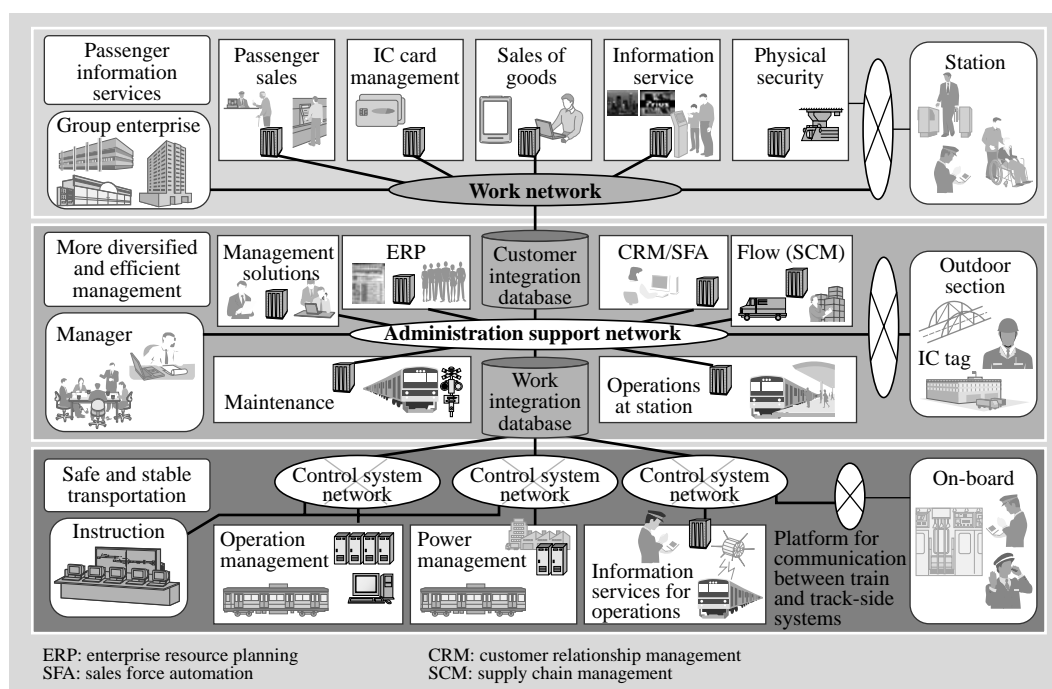 Passenger
information
services
Group enterprise
Passenger
sales
IC card
management
Sales of
goods
Information
service
Physical
security
Station
Work network
More diversified
and efficient
management
Manager
Management
solutions
ERP
Customer
integration
database
CRM/SFA
Flow (SCM)
Outdoor
section
IC tag
Administration support network
Maintenance
Work
integration
database
Operations
at station
Safe and stable
transportation
Instruction
Control system
network
Control system
network
Control system
network
On-board
Operation
management
Power
management
Information
services for
operations
Platform for
communication
between train
and track-side
systems
ERP: enterprise resource planning
SFA: sales force automation
CRM: customer relationship management
SCM: supply chain management